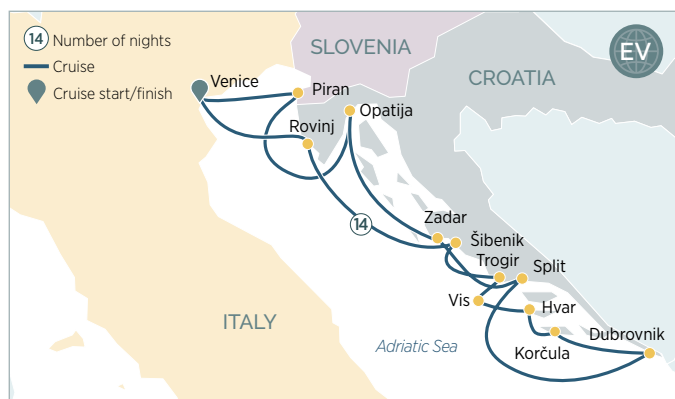 14 Number of nights
Cruise
Cruise start/finish
SLOVENIA
CROATIA
EV
Venice
Piran
Opatija
Rovinj
14
Zadar
Šibenik
Trogir
Split
Vis
Hvar
Dubrovnik
Korčula
ITALY
Adriatic Sea